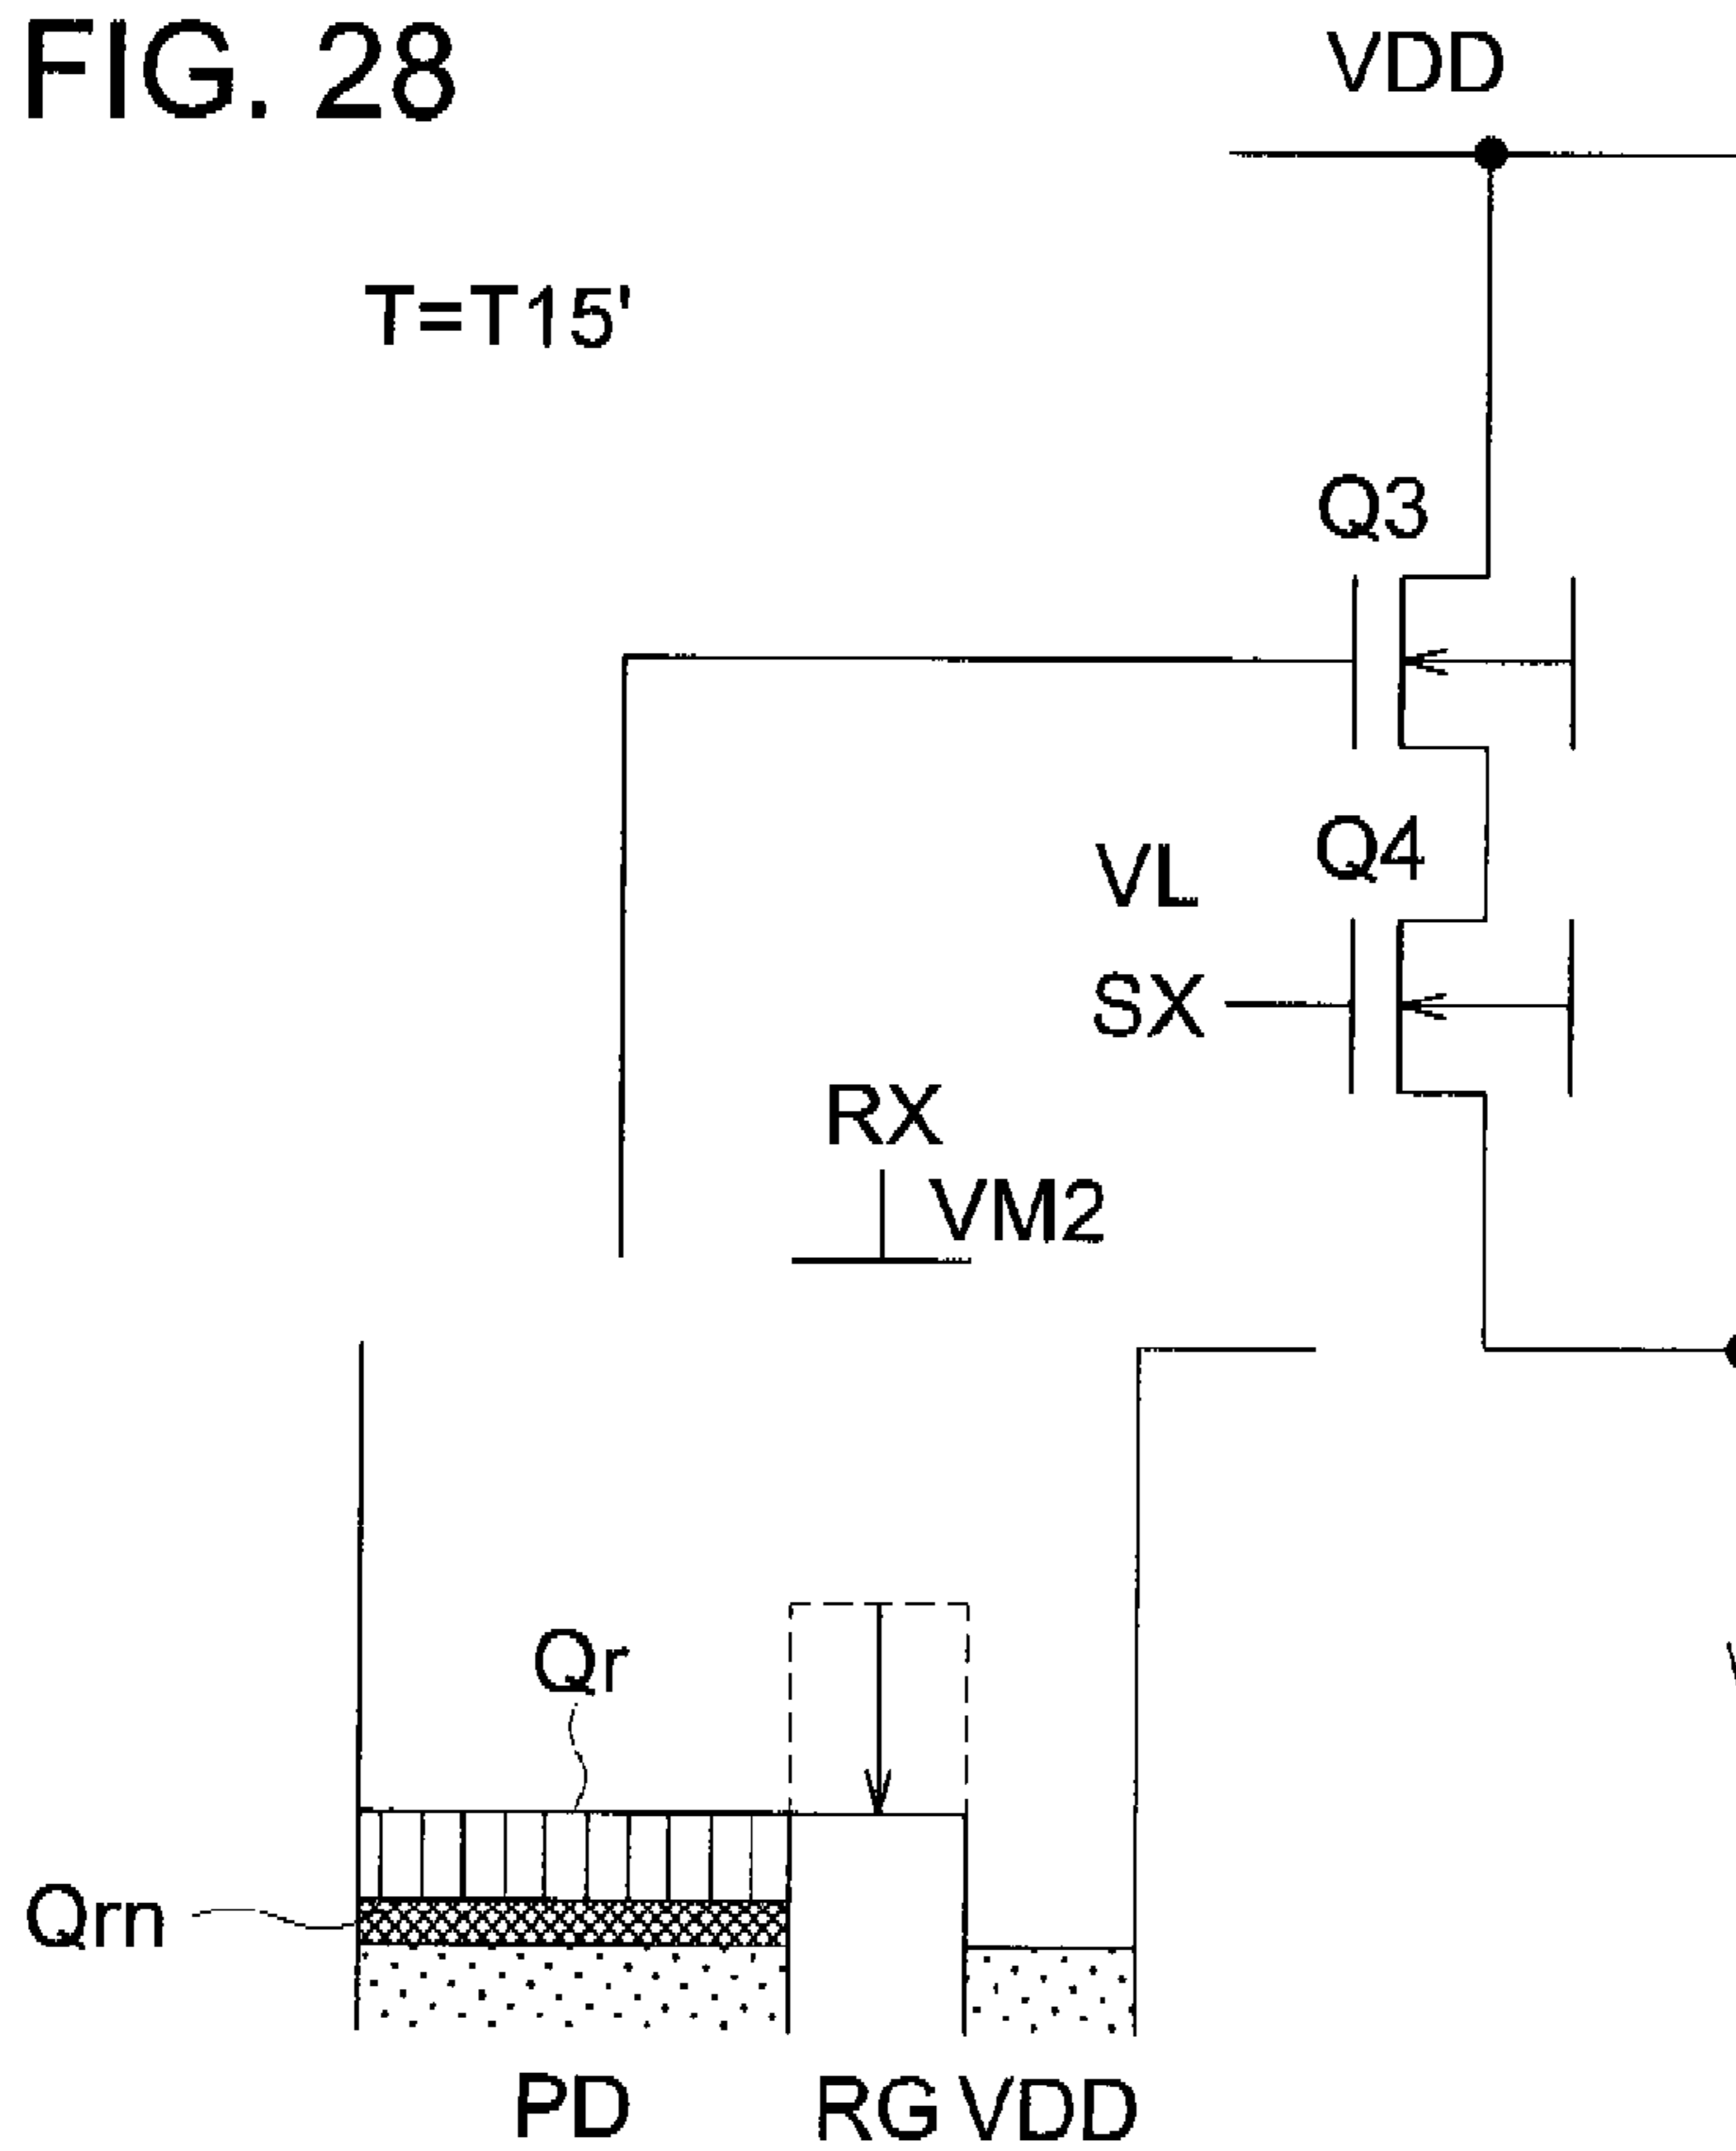 FIG. 28
VDD
T=T15'
Q3
Q4
VL
SX
RX
VM2
Qr
Qrn
PD
RG
VDD